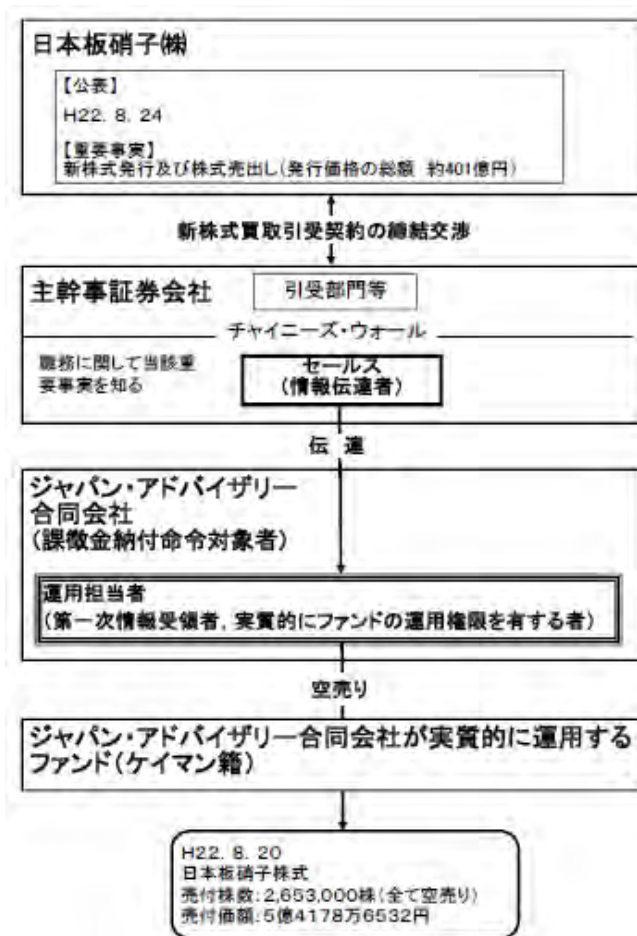 日本板硝子㈱
【公表】
H22. 8. 24
【重要事実】
新株式発行及び株式売出し(発行価格の総額 約401億円)
新株式買取引受契約の締結交渉
主幹事証券会社
引受部門等
チャイニーズ・ウォール
職務に関して当該重
要事実を知る
セールス
(情報伝達者)
伝 達
ジャパン・アドバイザリー
合同会社
(課徴金納付命令対象者)
運用担当者
(第一次情報受領者, 実質的にファンドの運用権限を有する者)
空売り
ジャパン・アドバイザリー合同会社が実質的に運用する
ファンド(ケイマン籍)
H22. 8. 20
日本板硝子株式
売付株数:2,653,000株(全て空売り)
売付価額:5億4178万6532円